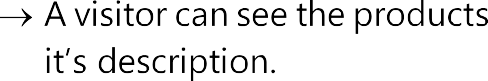 → A visitor can see the products
it's description.